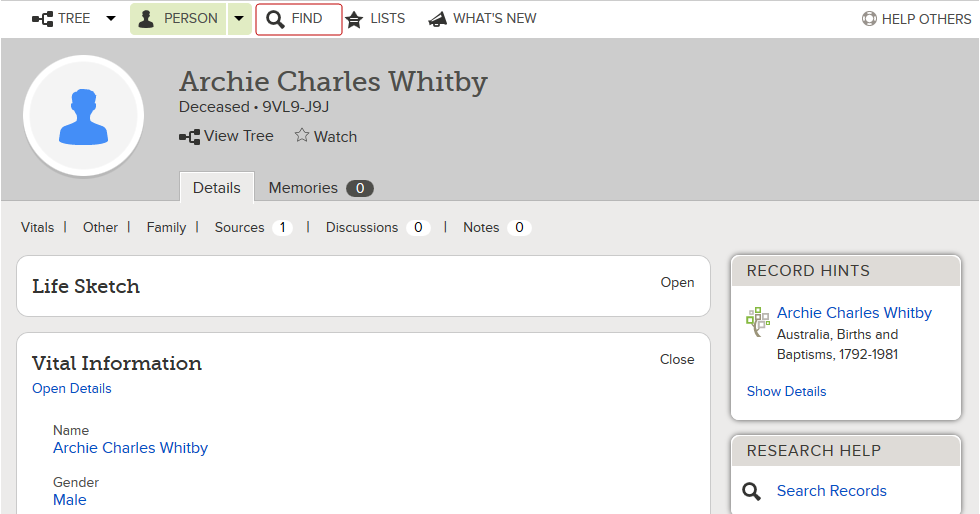 TREE PERSON FIND LISTS WHAT'S NEW HELP OTHERS
Archie Charles Whitby
Deceased • 9VL9-J9J
View Tree Watch
Details Memories 0
Vitals | Other | Family | Sources 1 | Discussions 0 | Notes 0
Life Sketch Open
Vital Information Close
Open Details
Name
Archie Charles Whitby
Gender
Male
RECORD HINTS
Archie Charles Whitby
Australia, Births and
Baptisms, 1792-1981
Show Details
RESEARCH HELP
Search Records